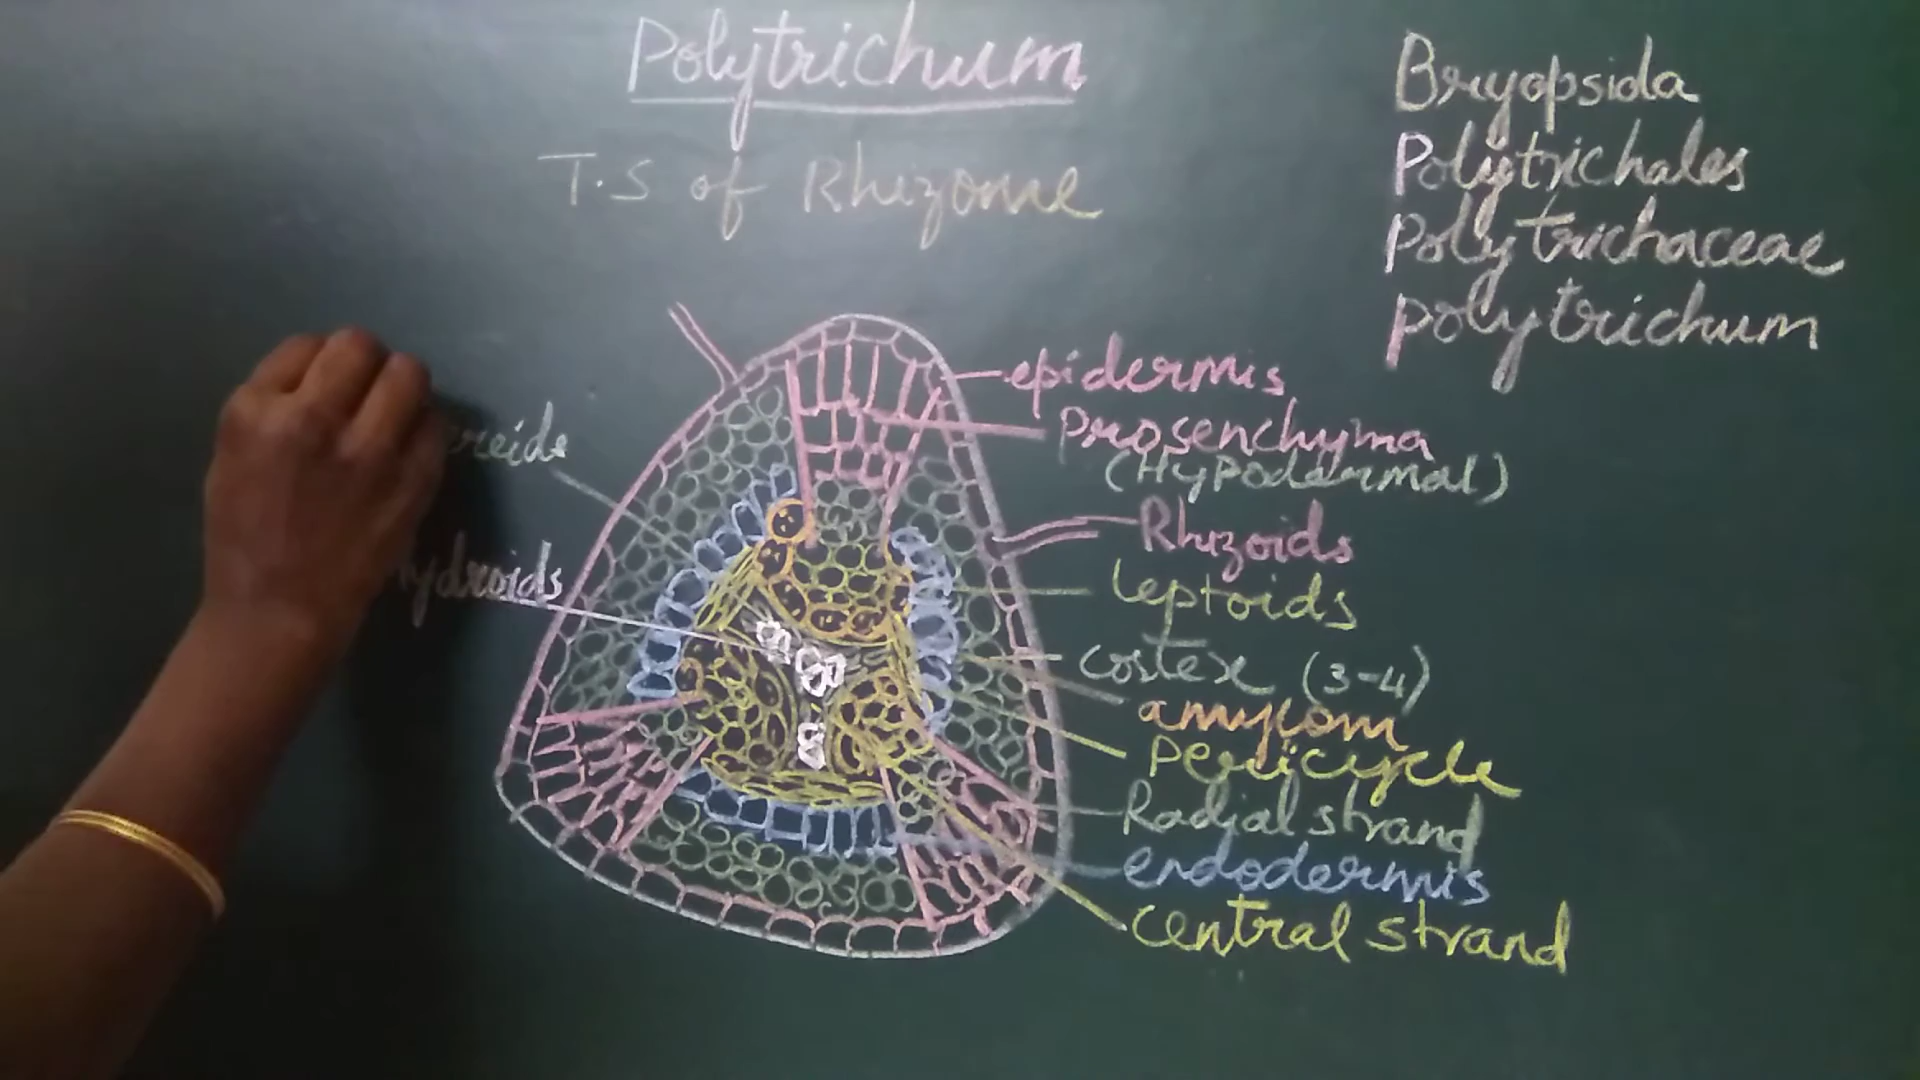 Polytrichum
T.S of Rhizome
Bryopsida
Polytrichales
Polytrichaceae
polytrichum
epidermis
Prosenchyma
(Hypodermal)
Rhizoids
leptoids
cortex (3-4)
amylom
Pericycle
Radial strand
endodermis
central strand